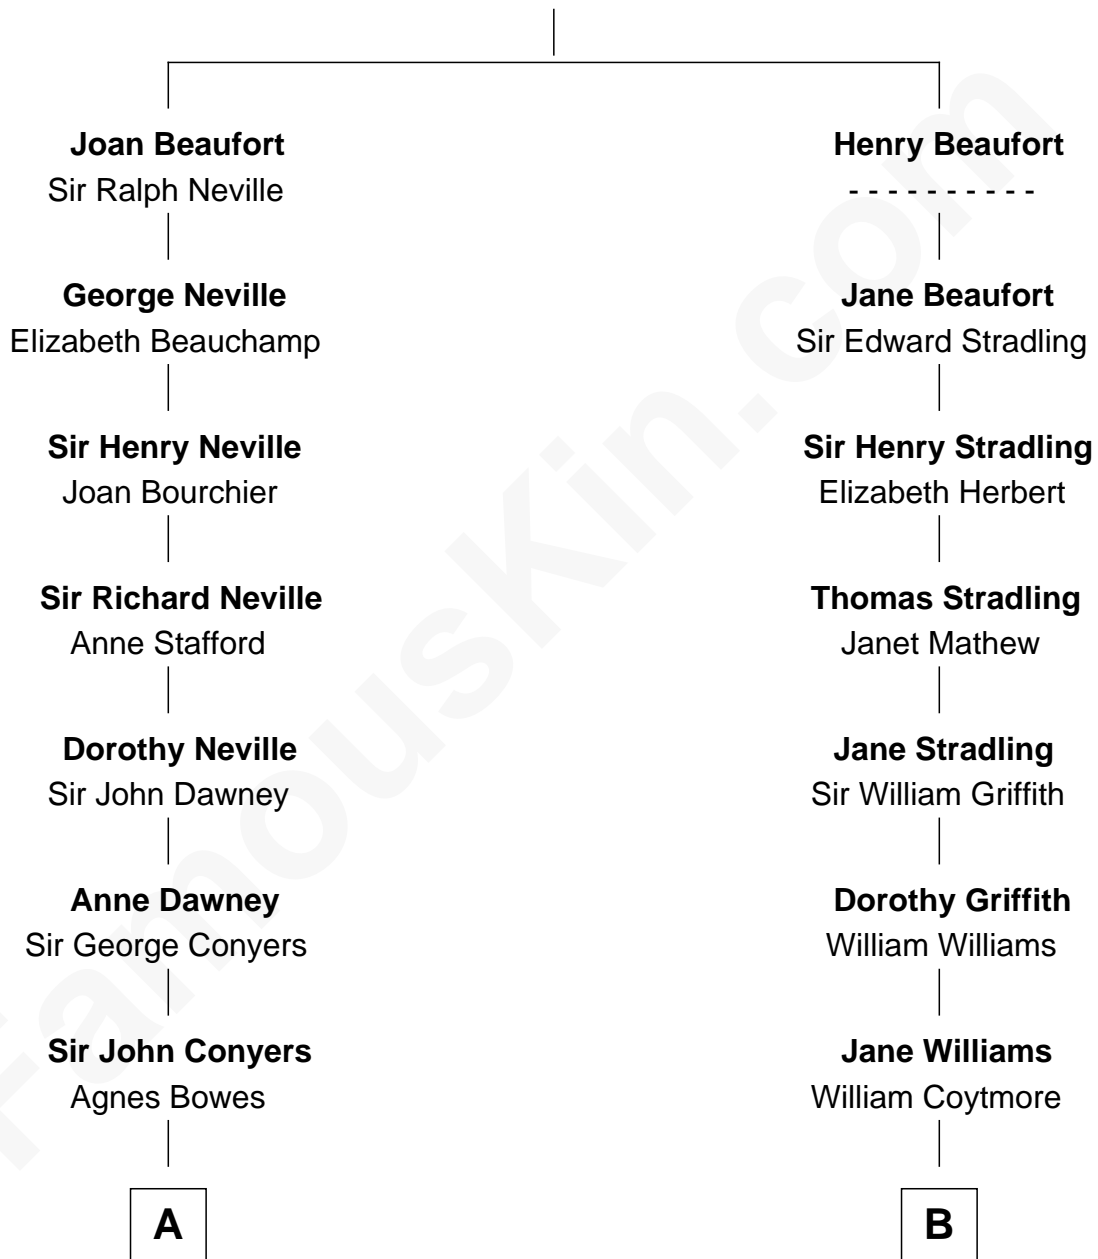 Joan Beaufort
Sir Ralph Neville
George Neville
Elizabeth Beauchamp
Sir Henry Neville
Joan Bourchier
Sir Richard Neville
Anne Stafford
Dorothy Neville
Sir John Dawney
Anne Dawney
Sir George Conyers
Sir John Conyers
Agnes Bowes
A
Henry Beaufort
- - - - - - - - - -
Jane Beaufort
Sir Edward Stradling
Sir Henry Stradling
Elizabeth Herbert
Thomas Stradling
Janet Mathew
Jane Stradling
Sir William Griffith
Dorothy Griffith
William Williams
Jane Williams
William Coytmore
B
FamousKin.com